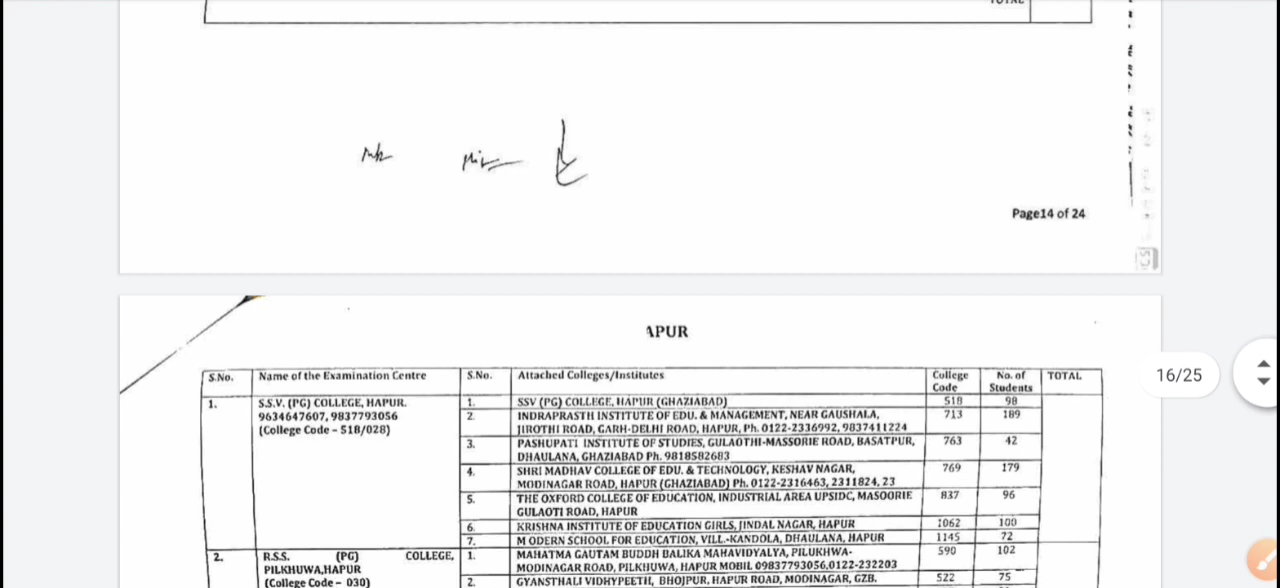 TOTAL
Page14 of 24
APUR
S.No. Name of the Examination Centre S.No. Attached Colleges/Institutes College Code No. of Students TOTAL
1. S.S.V. (PG) COLLEGE, HAPUR. 1. SSV (PG) COLLEGE, HAPUR (GHAZIABAD) 518 98
9634647607, 9837793056 2. INDRAPRASTH INSTITUTE OF EDU. & MANAGEMENT, NEAR GAUSHALA, 713 189
(College Code – 518/028) JIROTHI ROAD, GARH-DELHI ROAD, HAPUR, Ph. 0122-2336992, 9837411224
3. PASHUPATI INSTITUTE OF STUDIES, GULAOTHI-MASSORIE ROAD, BASATPUR, 763 42
DHAULANA, GHAZIABAD Ph. 9818582683
4. SHRI MADHAV COLLEGE OF EDU. & TECHNOLOGY, KESHAV NAGAR, 769 179
MODINAGAR ROAD, HAPUR (GHAZIABAD) Ph. 0122-2316463, 2311824, 23
5. THE OXFORD COLLEGE OF EDUCATION, INDUSTRIAL AREA UPSIDC, MASOORIE 837 96
GULAOTI ROAD, HAPUR
6. KRISHNA INSTITUTE OF EDUCATION GIRLS, JINDAL NAGAR, HAPUR 1062 100
7. M ODERN SCHOOL FOR EDUCATION, VILL.-KANDOLA, DHAULANA, HAPUR 1145 72
2. R.S.S. (PG) COLLEGE, 1. MAHATMA GAUTAM BUDDH BALIKA MAHAVIDYALYA, PILUKHWA- 590 102
PILKHUWA,HAPUR MODINAGAR ROAD, PILKHUWA, HAPUR MOBIL 09837793056,0122-232203
(College Code – 030) 2. GYANSTHALI VIDHYPEETH, BHOJPUR, HAPUR ROAD, MODINAGAR, GZB. 522 75
16/25